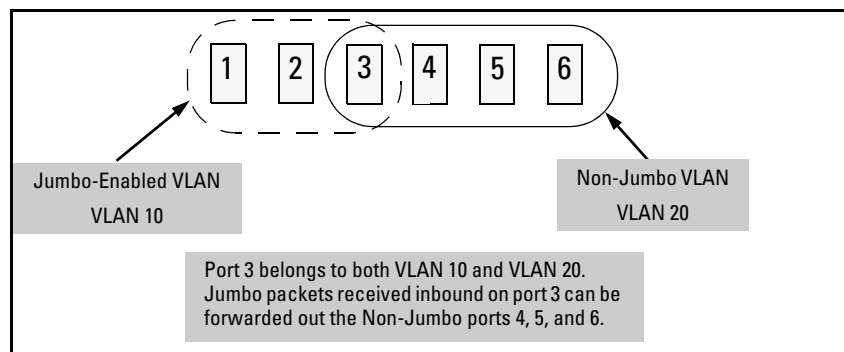 1 2 3 4 5 6
Jumbo-Enabled VLAN
VLAN 10
Non-Jumbo VLAN
VLAN 20
Port 3 belongs to both VLAN 10 and VLAN 20.
Jumbo packets received inbound on port 3 can be
forwarded out the Non-Jumbo ports 4, 5, and 6.